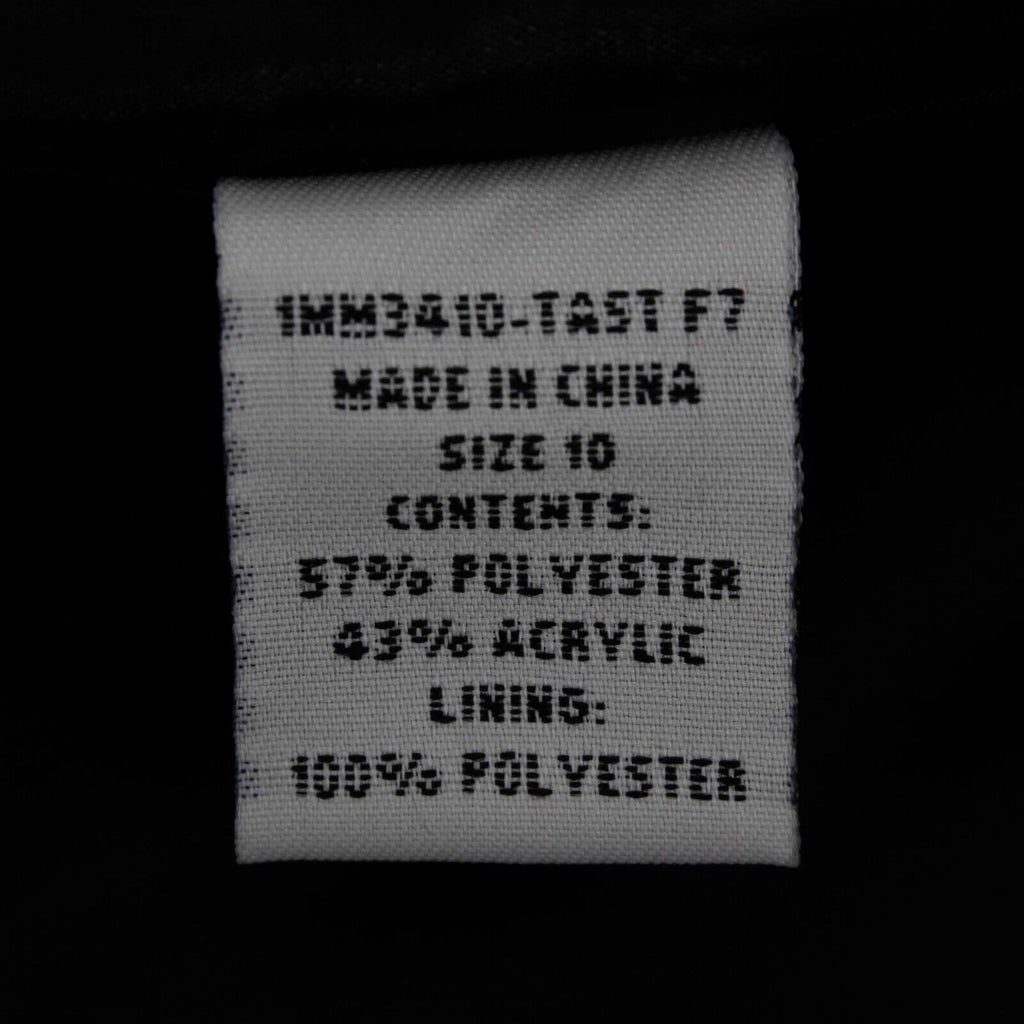 1MM3410-TAST F7
MADE IN CHINA
SIZE 10
CONTENTS:
57% POLYESTER
43% ACRYLIC
LINING:
100% POLYESTER